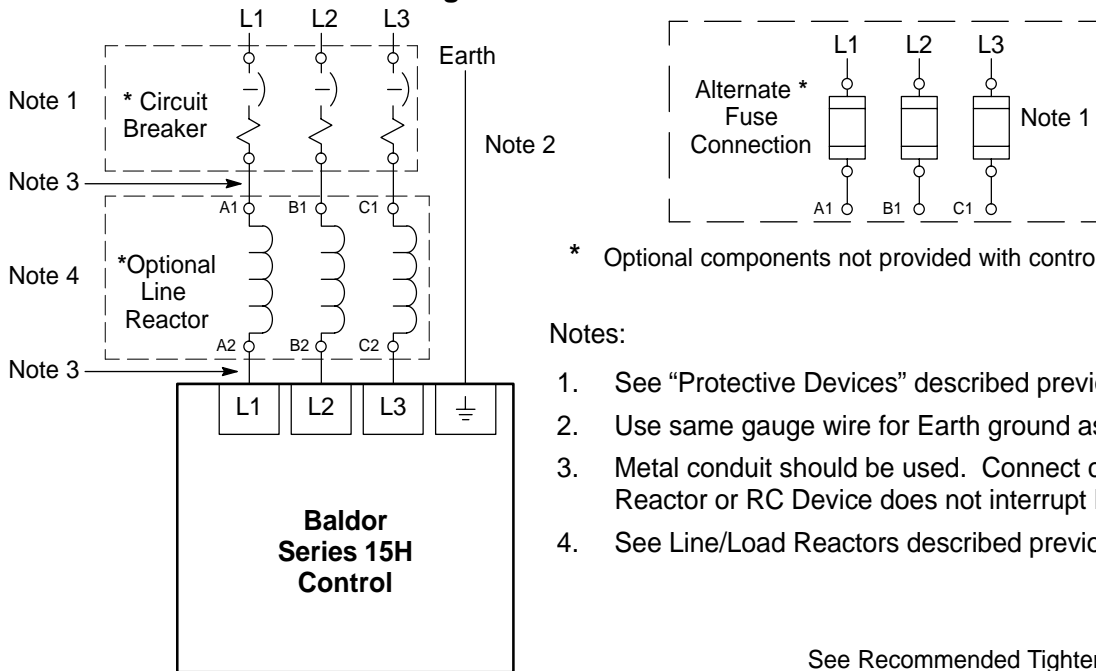 L1 L2 L3
Earth
Note 1
* Circuit
Breaker
Note 2
Note 3
A1 B1 C1
Note 4
*Optional
Line
Reactor
A2 B2 C2
Note 3
L1 L2 L3
Baldor
Series 15H
Control
L1 L2 L3
Alternate *
Fuse
Connection
Note 1
A1 B1 C1
* Optional components not provided with
Notes:
1. See “Protective Devices” described
2. Use same gauge wire for Earth ground as
3. Metal conduit should be used. Connect
Reactor or RC Device does not interrupt
4. See Line/Load Reactors described
See Recommended